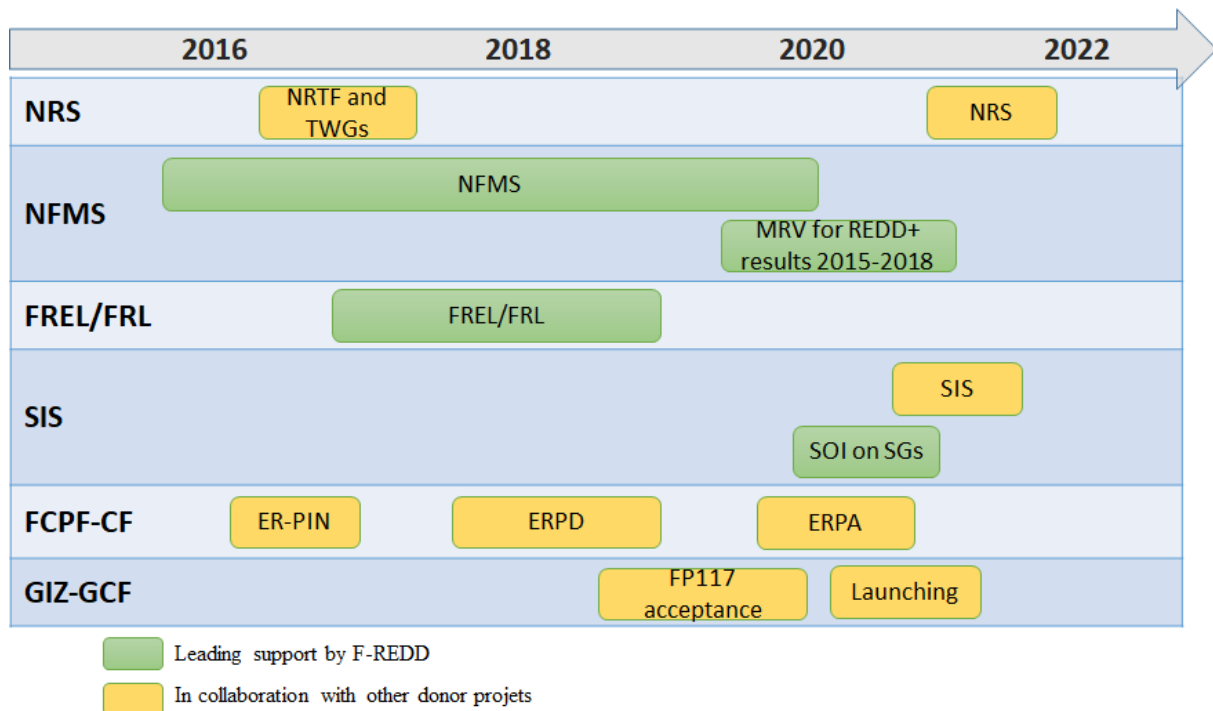 2016 2018 2020 2022
NRS
NRTF and
TWGs
NRS
NFMS
NFMS
MRV for REDD+
results 2015-2018
FREL/FRL
FREL/FRL
SIS
SIS
SOI on SGs
FCPF-CF
ER-PIN
ERPD
ERPA
GIZ-GCF
FP117
acceptance
Launching
Leading support by F-REDD
In collaboration with other donor projets